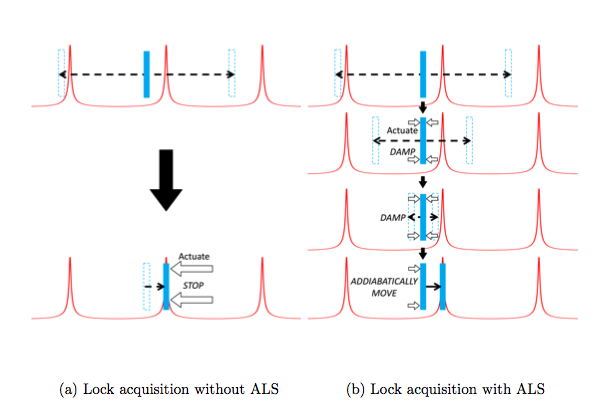 Actuate
STOP
Actuate
DAMP
DAMP
ADDIABATICALLY
MOVE
(a) Lock acquisition without ALS
(b) Lock acquisition with ALS